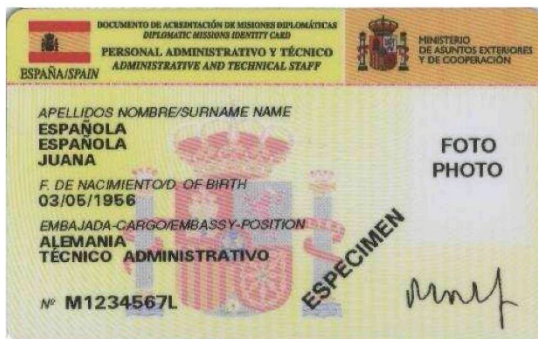 DOCUMENTO DE ACREDITACIÓN DE MISIONES DIPLOMÁTICAS
DIPLOMATIC MISSIONS IDENTITY CARD
PERSONAL ADMINISTRATIVO Y TÉCNICO
ADMINISTRATIVE AND TECHNICAL STAFF
ESPAÑA/SPAIN
MINISTERIO
DE ASUNTOS EXTERIORES
Y DE COOPERACIÓN
APELLIDOS NOMBRE/SURNAME NAME
ESPAÑOLA
ESPAÑOLA
JUANA
FOTO
PHOTO
F. DE NACIMIENTO/D. OF BIRTH
03/05/1956
EMBAJADA-CARGO/EMBASSY-POSITION
ALEMANIA
TÉCNICO ADMINISTRATIVO
ESPECIMEN
Nº M1234567L